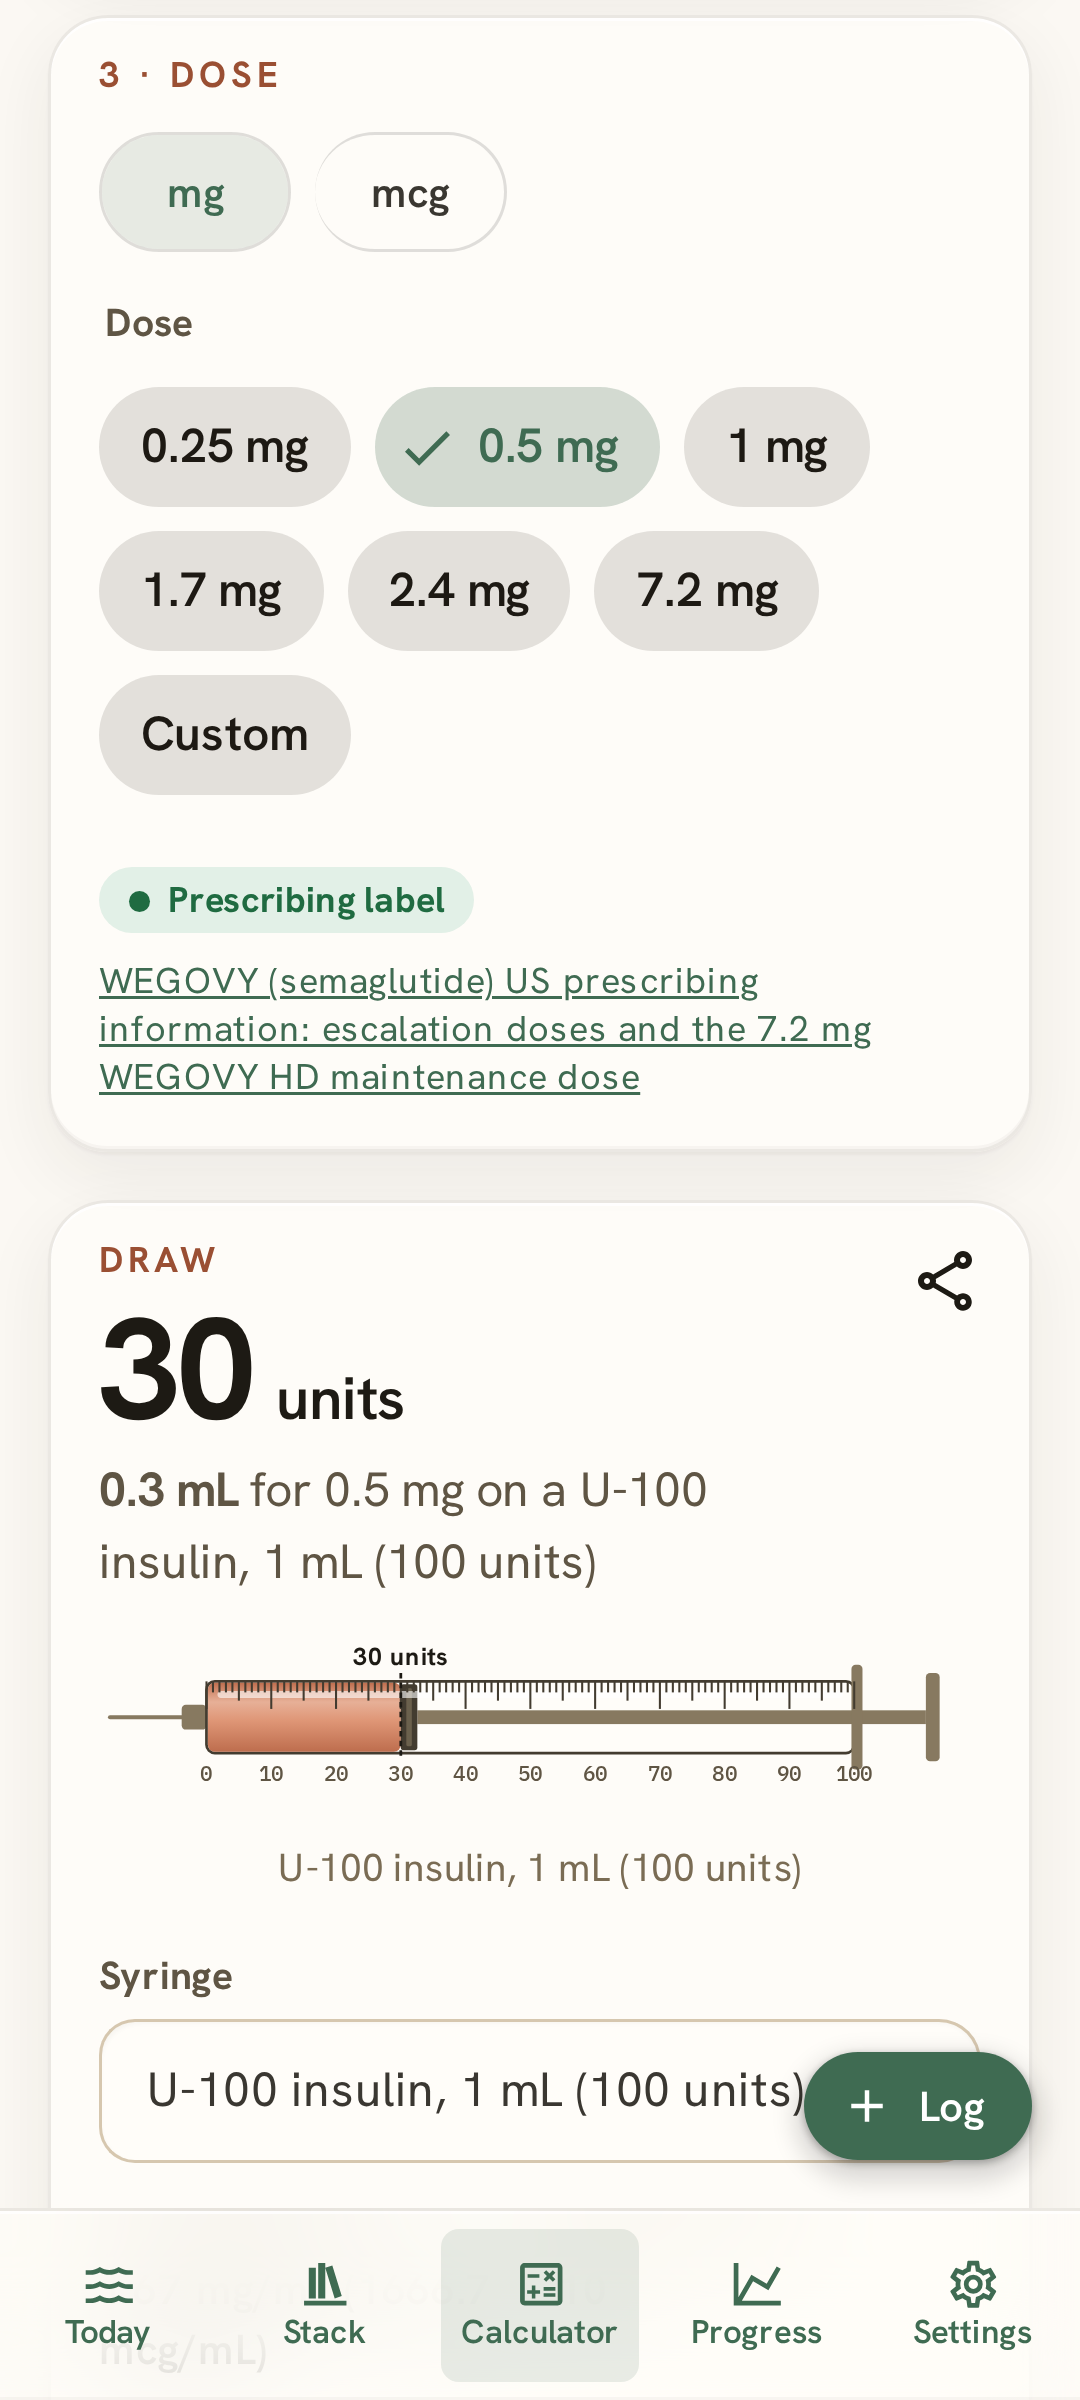 3 · DOSE
mg
mcg
Dose
0.25 mg
0.5 mg
1 mg
1.7 mg
2.4 mg
7.2 mg
Custom
Prescribing label
WEGOVY (semaglutide) US prescribing
information: escalation doses and the 7.2 mg
WEGOVY HD maintenance dose
DRAW
30 units
0.3 mL for 0.5 mg on a U-100
insulin, 1 mL (100 units)
30 units
0 10 20 30 40 50 60 70 80 90 100
U-100 insulin, 1 mL (100 units)
Syringe
U-100 insulin, 1 mL (100 units)
+ Log
mcg/mL)
Today
Stack
Calculator
Progress
Settings